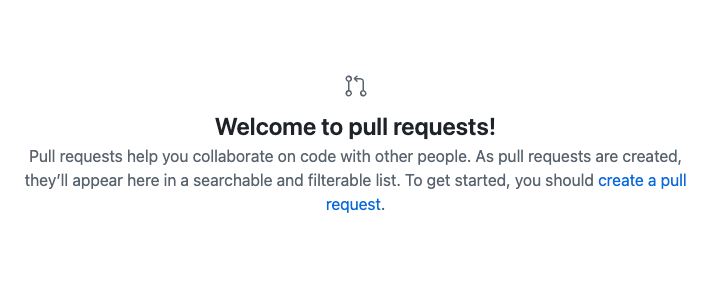 Welcome to pull requests!
Pull requests help you collaborate on code with other people. As pull requests are created,
they’ll appear here in a searchable and filterable list. To get started, you should create a pull
request.